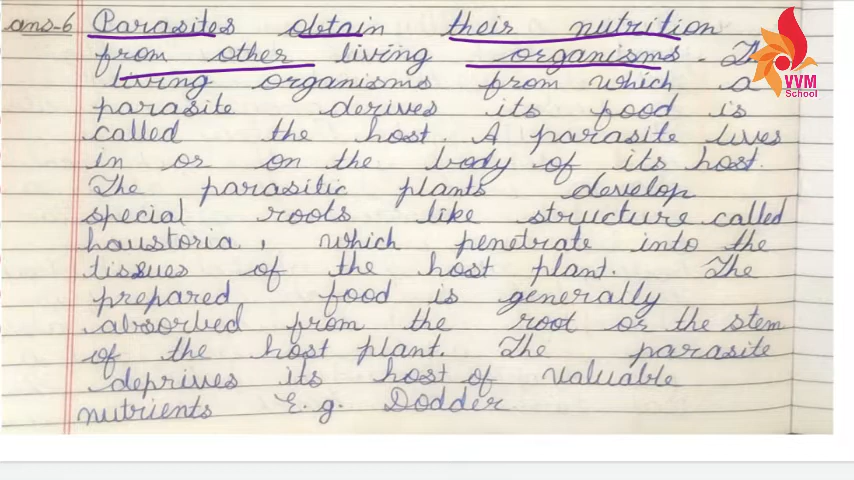 ans-6 Parasites obtain their nutrition
from other living organisms. Th
living organisms from which a
parasite derives its food is
called the host. A parasite lives
in or on the body of its host.
The parasitic plants develop
special roots like structure called
haustoria, which penetrate into the
tissues of the host plant. The
prepared food is generally
absorbed from the root or the stem
of the host plant. The parasite
deprives its host of valuable
nutrients E.g. Dodder
VVM
School